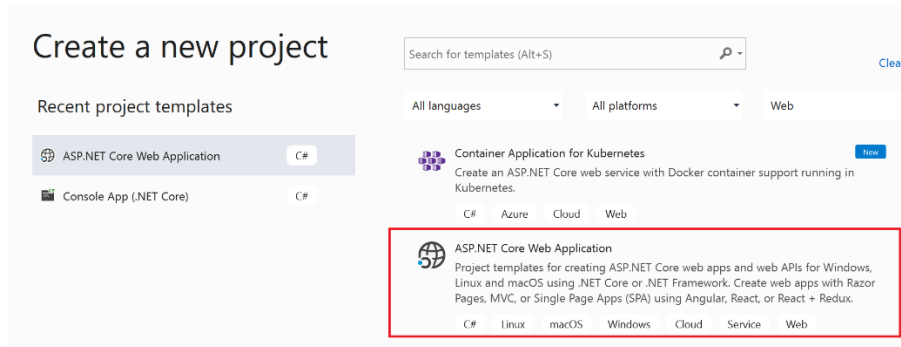 Create a new project
Search for templates (Alt+S)
Clea
Recent project templates
All languages
All platforms
Web
ASP.NET Core Web Application
C#
Console App (.NET Core)
C#
Container Application for Kubernetes
New
Create an ASP.NET Core web service with Docker container support running in
Kubernetes.
C#
Azure
Cloud
Web
ASP.NET Core Web Application
Project templates for creating ASP.NET Core web apps and web APIs for Windows,
Linux and macOS using .NET Core or .NET Framework. Create web apps with Razor
Pages, MVC, or Single Page Apps (SPA) using Angular, React, or React + Redux.
C#
Linux
macOS
Windows
Cloud
Service
Web